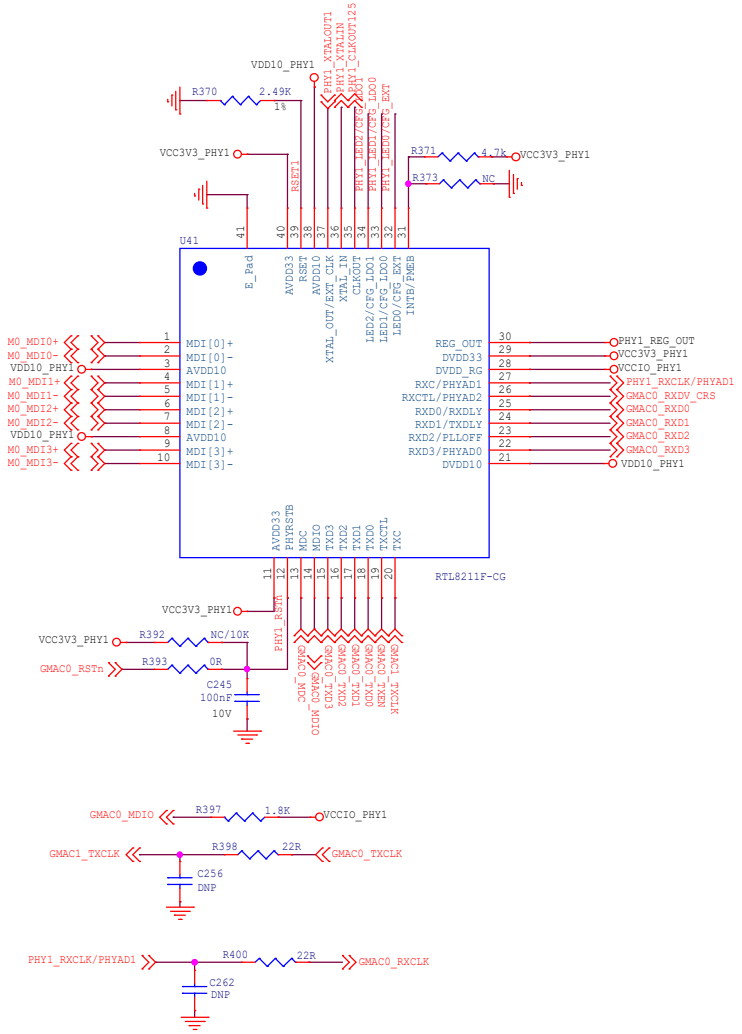 PHY1_XTALOUT1
PHY1_XTALIN
PHY1_CLKOUT125
PHY1_LED2/CFG_LDO1
PHY1_LED1/CFG_LDO0
PHY1_LED0/CFG_EXT
VDD10_PHY1
R370 2.49K
1%
VCC3V3_PHY1
RSET1
R371 4.7k VCC3V3_PHY1
R373 NC
41 40 39 38 37 36 35 34 33 32 31
U41
E_Pad
AVDD33
RSET
AVDD10
XTAL_OUT/EXT_CLK
XTAL_IN
CLKOUT
LED2/CFG_LDO1
LED1/CFG_LDO0
LED0/CFG_EXT
INTB/PMEB
M0_MDI0+ 1 MDI[0]+
M0_MDI0- 2 MDI[0]-
VDD10_PHY1 3 AVDD10
M0_MDI1+ 4 MDI[1]+
M0_MDI1- 5 MDI[1]-
M0_MDI2+ 6 MDI[2]+
M0_MDI2- 7 MDI[2]-
VDD10_PHY1 8 AVDD10
M0_MDI3+ 9 MDI[3]+
M0_MDI3- 10 MDI[3]-
REG_OUT 30 PHY1_REG_OUT
DVDD33 29 VCC3V3_PHY1
DVDD_RG 28 VCCIO_PHY1
RXC/PHYAD1 27 PHY1_RXCLK/PHYAD1
RXCTL/PHYAD2 26 GMAC0_RXDV_CRS
RXD0/RXDLY 25 GMAC0_RXD0
RXD1/TXDLY 24 GMAC0_RXD1
RXD2/PLLOFF 23 GMAC0_RXD2
RXD3/PHYAD0 22 GMAC0_RXD3
DVDD10 21 VDD10_PHY1
AVDD33
PHYRSTB
MDC
MDIO
TXD3
TXD2
TXD1
TXD0
TXCTL
TXC
11 12 13 14 15 16 17 18 19 20
RTL8211F-CG
VCC3V3_PHY1
PHY1_RSTn
VCC3V3_PHY1 R392 NC/10K
GMAC0_RSTn R393 0R
C245
100nF
10V
GMAC0_MDC
GMAC0_MDIO
GMAC0_TXD3
GMAC0_TXD2
GMAC0_TXD1
GMAC0_TXD0
GMAC0_TXEN
GMAC1_TXCLK
GMAC0_MDIO R397 1.8K VCCIO_PHY1
GMAC1_TXCLK R398 22R GMAC0_TXCLK
C256
DNP
PHY1_RXCLK/PHYAD1 R400 22R GMAC0_RXCLK
C262
DNP